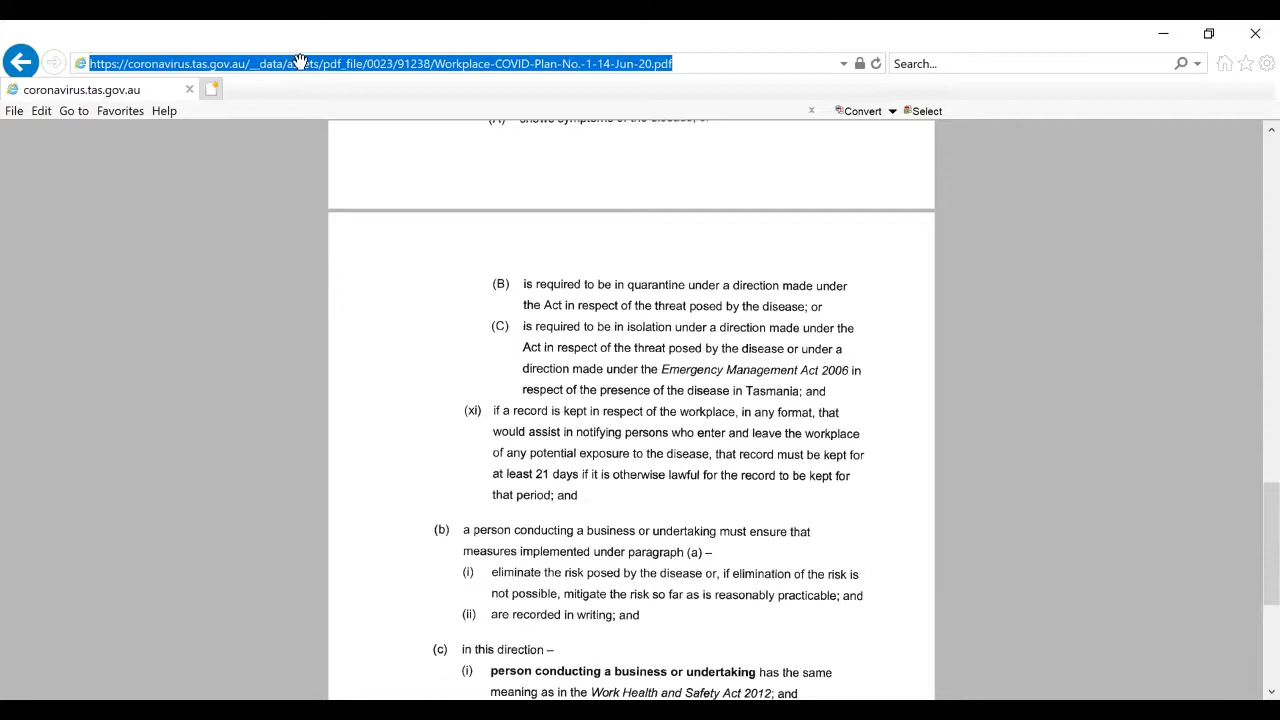 https://coronavirus.tas.gov.au/__data/assets/pdf_file/0023/91238/Workplace-COVID-Plan-No.-1-14-Jun-20.pdf
Search...
coronavirus.tas.gov.au
File Edit Go to Favorites Help
x Convert Select
(A) shows symptoms of the disease; or
(B) is required to be in quarantine under a direction made under
the Act in respect of the threat posed by the disease; or
(C) is required to be in isolation under a direction made under the
Act in respect of the threat posed by the disease or under a
direction made under the Emergency Management Act 2006 in
respect of the presence of the disease in Tasmania; and
(xi) if a record is kept in respect of the workplace, in any format, that
would assist in notifying persons who enter and leave the workplace
of any potential exposure to the disease, that record must be kept for
at least 21 days if it is otherwise lawful for the record to be kept for
that period; and
(b) a person conducting a business or undertaking must ensure that
measures implemented under paragraph (a) –
(i) eliminate the risk posed by the disease or, if elimination of the risk is
not possible, mitigate the risk so far as is reasonably practicable; and
(ii) are recorded in writing; and
(c) in this direction –
(i) person conducting a business or undertaking has the same
meaning as in the Work Health and Safety Act 2012; and